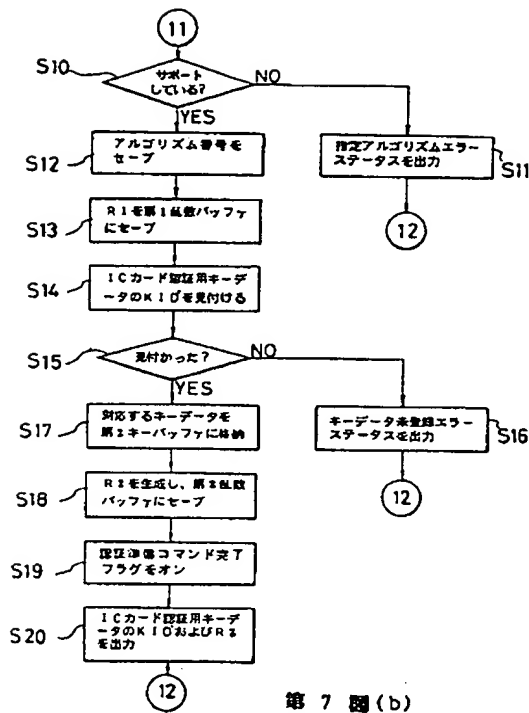 11
S10
サポート
している?
NO
YES
S12
アルゴリズム番号を
セーブ
指定アルゴリズムエラー
ステータスを出力
S11
12
S13
R1を第1乱数バッファ
にセーブ
S14
ICカード認証用キーデー
タのKID'を見付ける
S15
見付かった?
NO
YES
S17
対応するキーデータを
第2キーバッファに格納
キーデータ未登録エラー
ステータスを出力
S16
12
S18
R2を生成し、第2乱数
バッファにセーブ
S19
認証準備コマンド完了
フラグをオン
S20
ICカード認証用キーデ
ータのKID'およびR2
を出力
12
第 7 図(b)